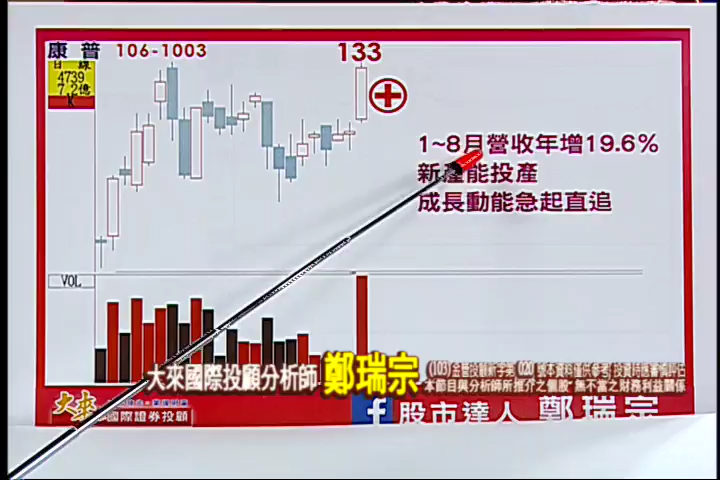 康普 106-1003
133
日線
4739
7.2億
K
1~8月營收年增19.6%
新產能投產
成長動能急起直追
VOL
大來國際投顧分析師 鄭瑞宗
本節目與分析師所推介之個股"無不當之財務利益關係
大來
國際證券投顧
f 股市達人 鄭瑞宗